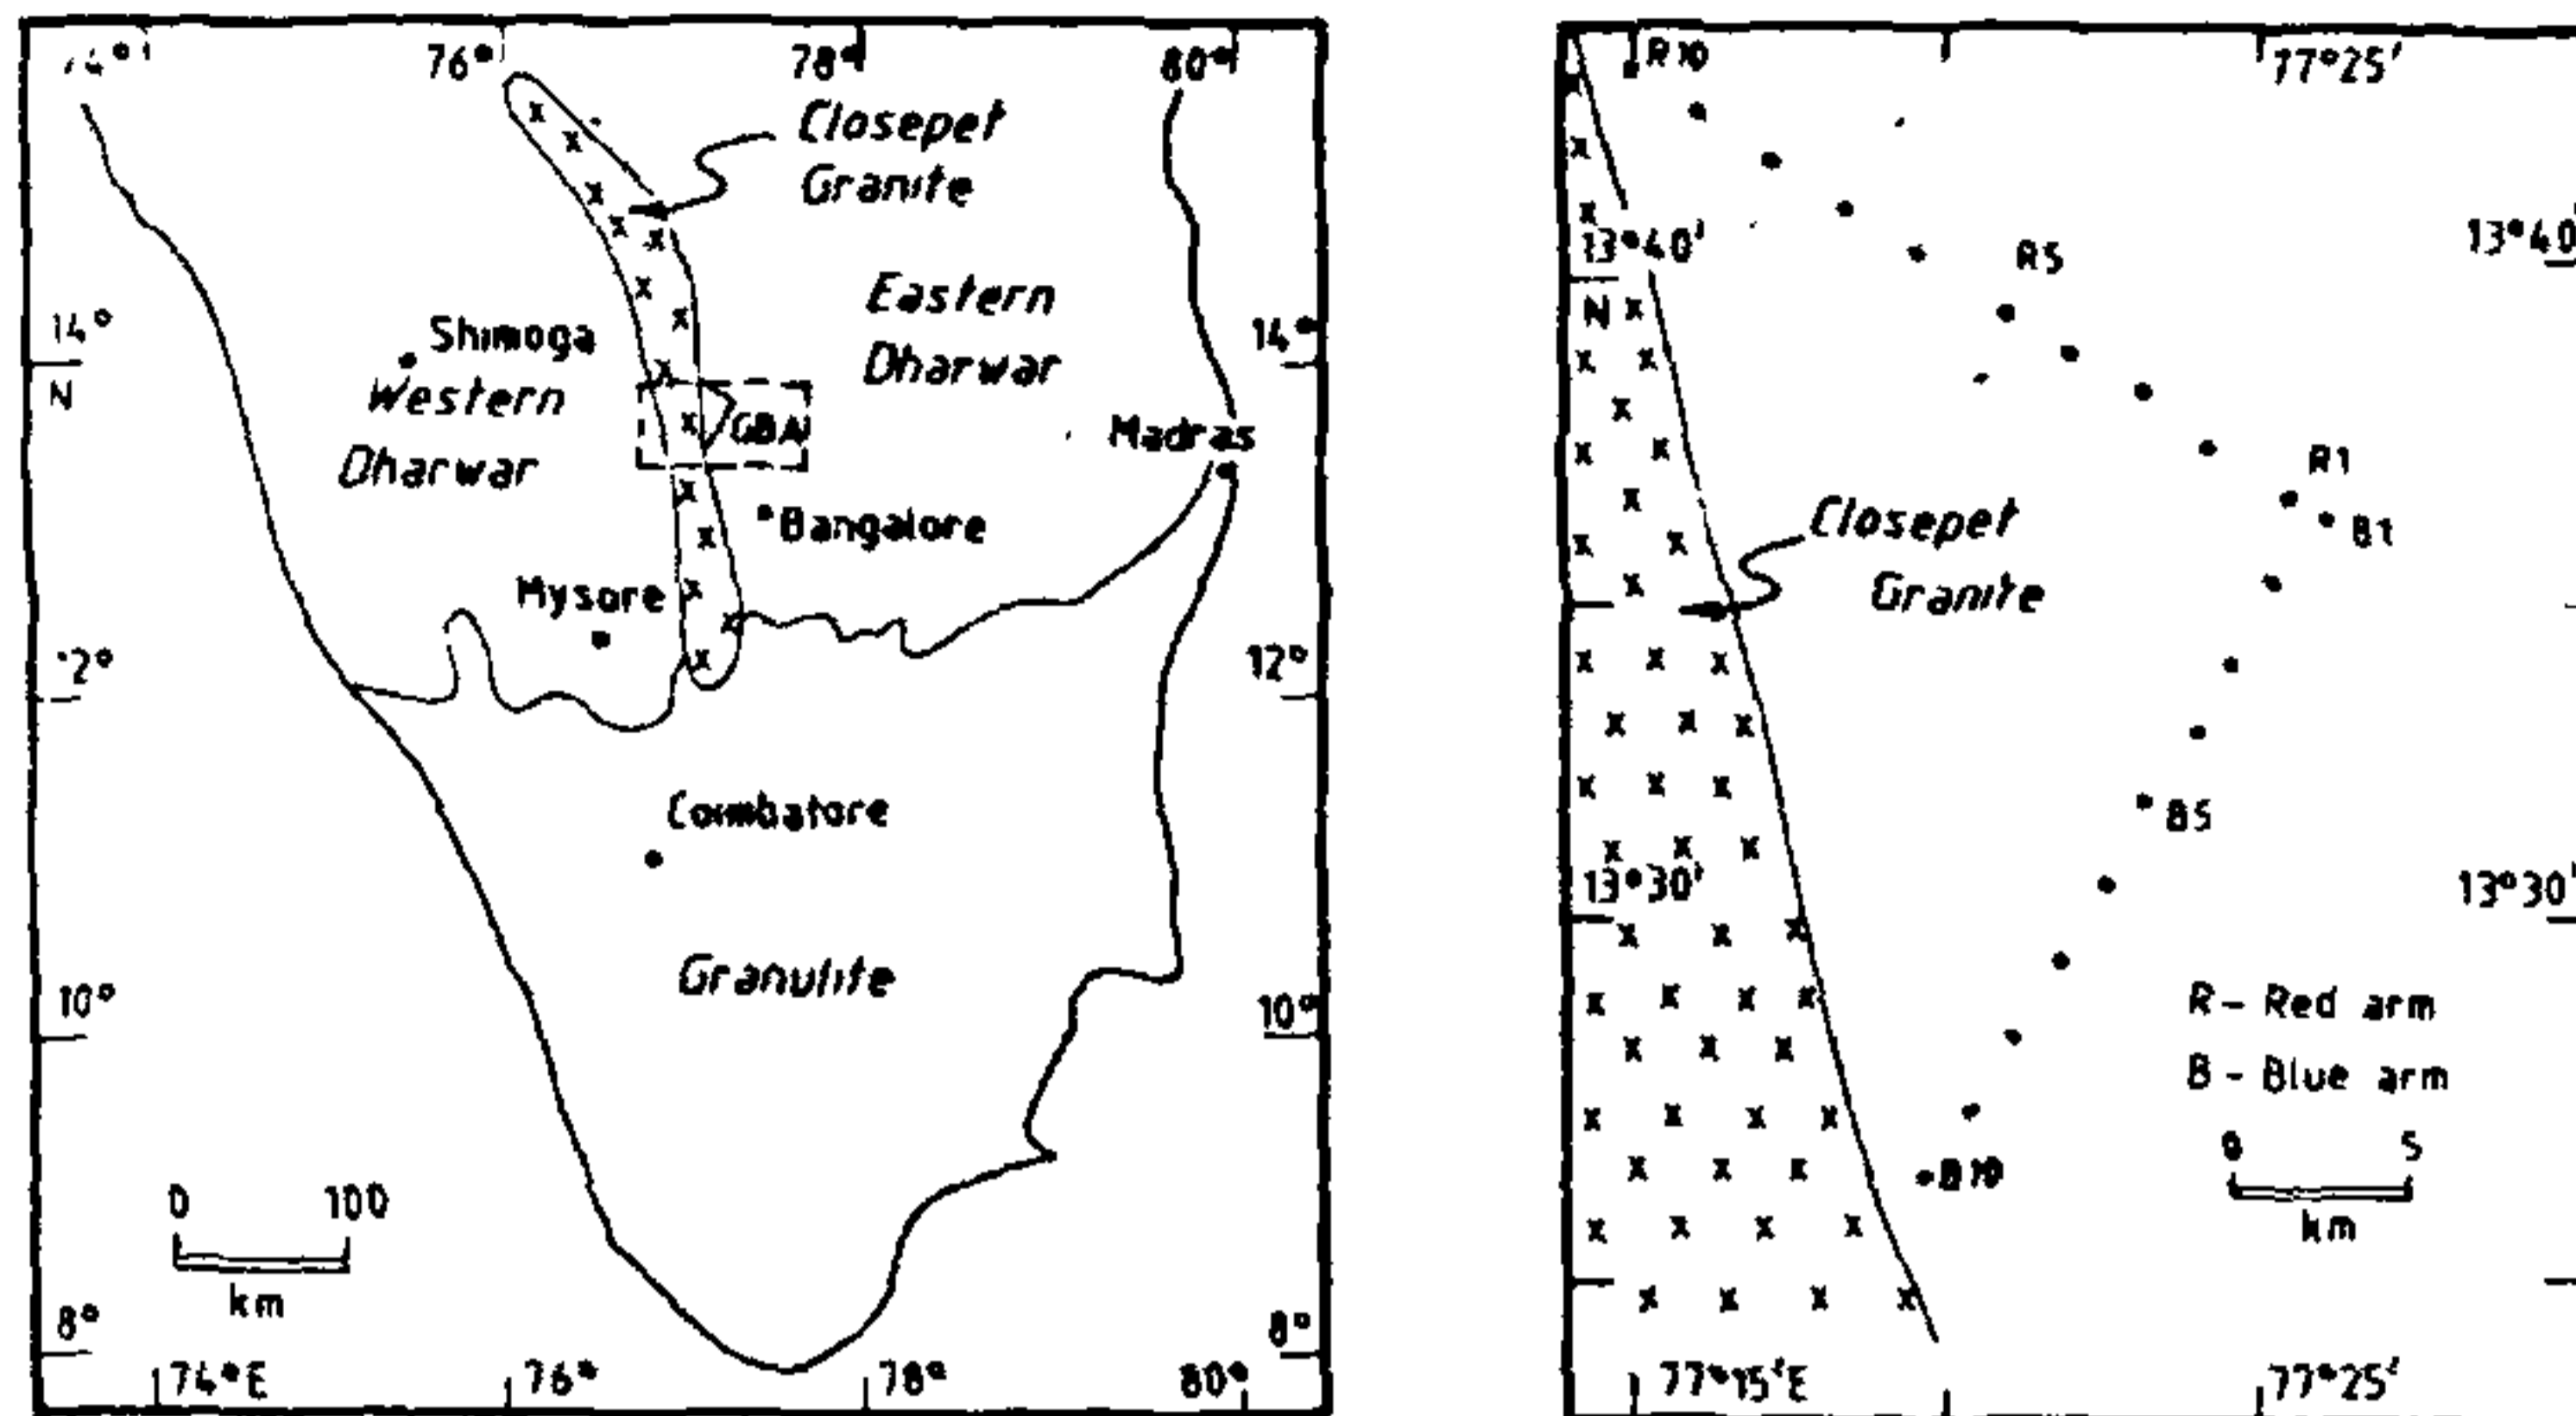 76°
78°
80°
Closepet
Granite
Eastern
Dharwar
14°
N
Shimoga
Western
Dharwar
14°
GBA
Madras
Bangalore
Mysore
12°
Coimbatore
Granulite
10°
10°
0 100
km
8°
8°
74°E
76°
78°
80°
R10
77°25'
13°40'
N
13°40'
R5
R1
B1
Closepet
Granite
B5
13°30'
13°30'
R - Red arm
B - Blue arm
B10
0 5
km
77°15'E
77°25'